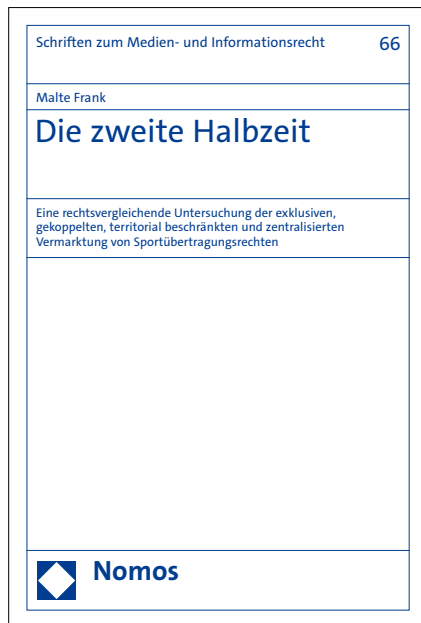 Schriften zum Medien- und Informationsrecht 66
Malte Frank
Die zweite Halbzeit
Eine rechtsvergleichende Untersuchung der exklusiven,
gekoppelten, territorial beschränkten und zentralisierten
Vermarktung von Sportübertragungsrechten
Nomos